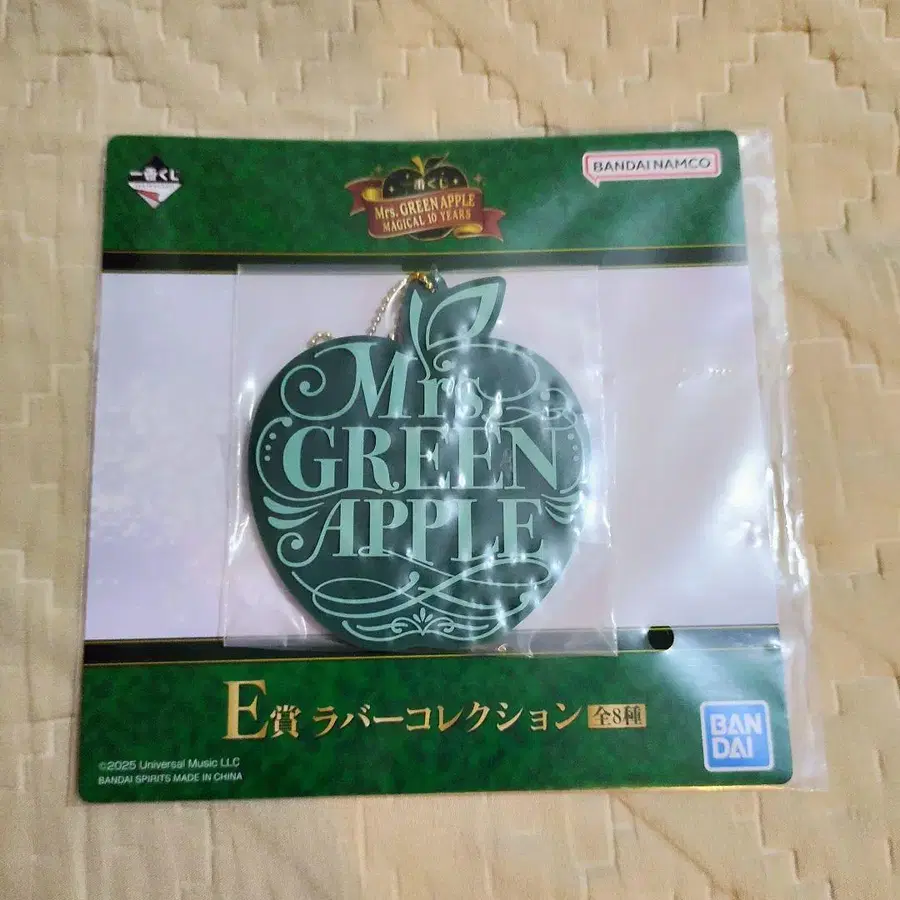 一番くじ
一番くじ
Mrs. GREEN APPLE
MAGICAL 10 YEARS
BANDAI NAMCO
Mrs.
GREEN
APPLE
E賞 ラバーコレクション 全8種
BAN
DAI
©2025 Universal Music LLC
BANDAI SPIRITS MADE IN CHINA